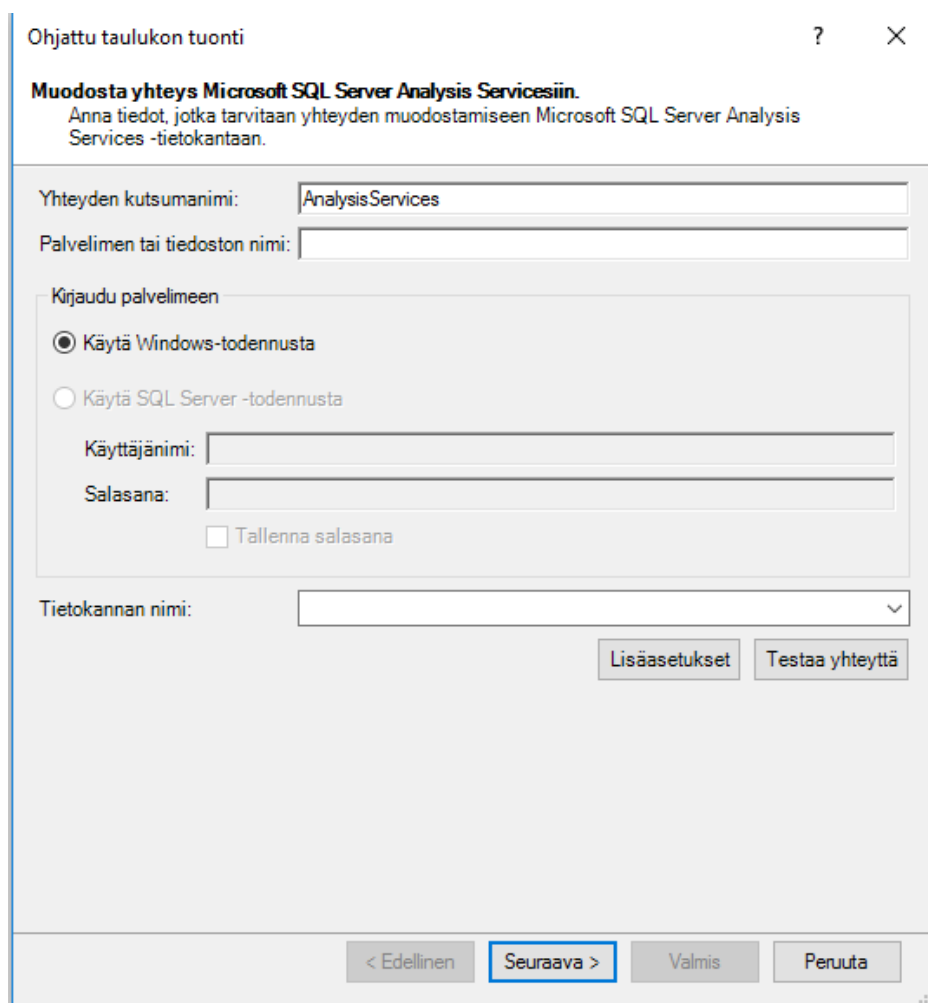 Ohjattu taulukon tuonti ? ×
Muodosta yhteys Microsoft SQL Server Analysis Servicesiin.
Anna tiedot, jotka tarvitaan yhteyden muodostamiseen Microsoft SQL Server Analysis
Services -tietokantaan.
Yhteyden kutsumanimi: AnalysisServices
Palvelimen tai tiedoston nimi:
Kirjaudu palvelimeen
Käytä Windows-todennusta
Käytä SQL Server -todennusta
Käyttäjänimi:
Salasana:
Tallenna salasana
Tietokannan nimi:
Lisäasetukset Testaa yhteyttä
< Edellinen Seuraava > Valmis Peruuta